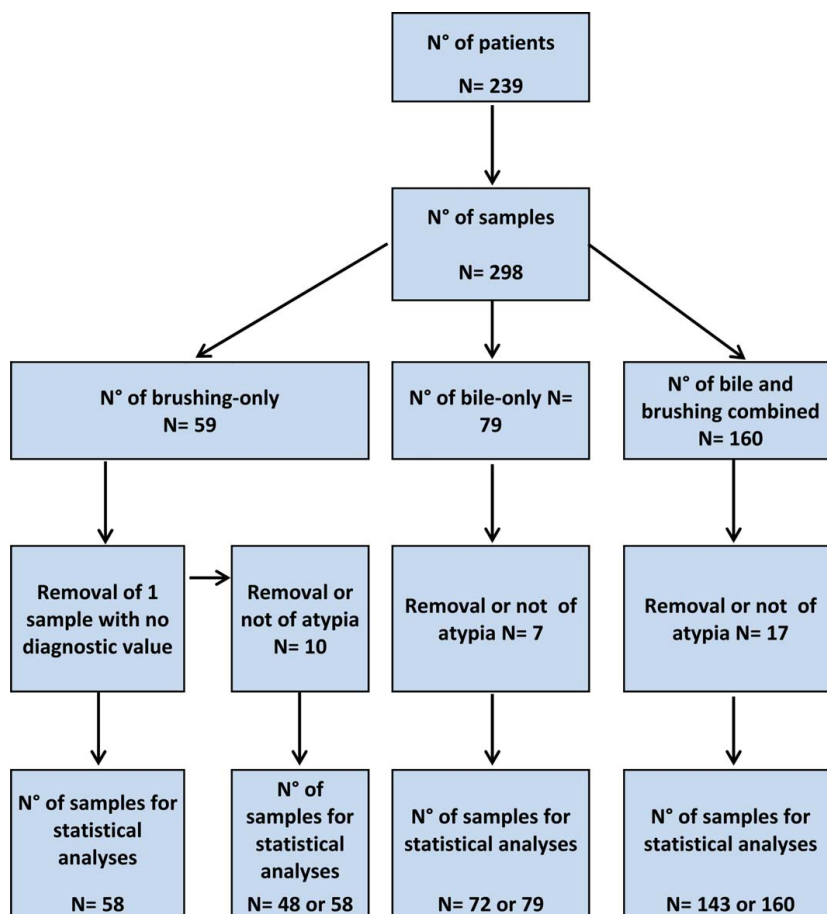 N° of patients
N= 239
N° of samples
N= 298
N° of brushing-only
N= 59
N° of bile-only N=
79
N° of bile and
brushing combined
N= 160
Removal of 1
sample with no
diagnostic value
Removal or
not of atypia
N= 10
Removal or not of
atypia N= 7
Removal or not of
atypia N= 17
N° of samples for
statistical
analyses
N= 58
N° of
samples for
statistical
analyses
N= 48 or 58
N° of samples for
statistical analyses
N= 72 or 79
N° of samples for
statistical analyses
N= 143 or 160